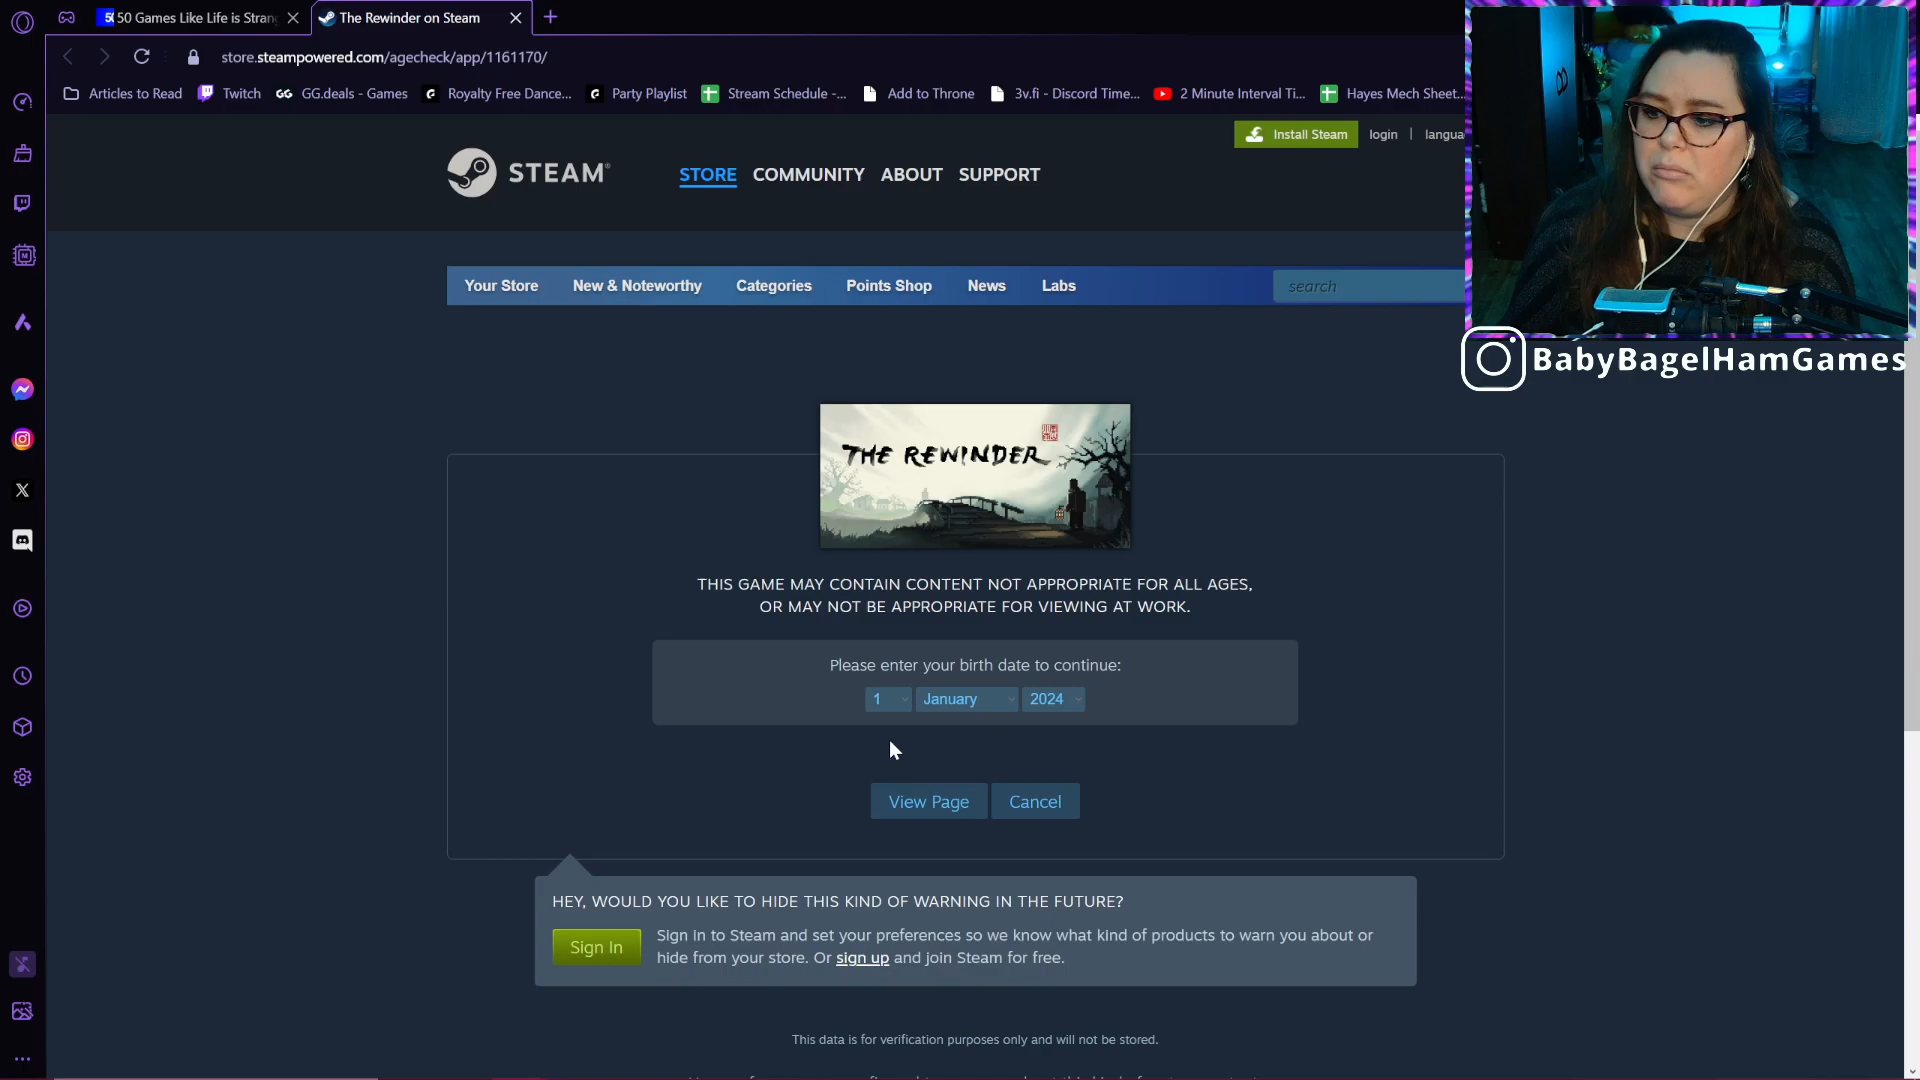 50 Games Like Life is Strang
The Rewinder on Steam
store.steampowered.com/agecheck/app/1161170/
Articles to Read
Twitch
GG.deals - Games
Royalty Free Dance...
Party Playlist
Stream Schedule -...
Add to Throne
3v.fi - Discord Time...
2 Minute Interval Ti...
Hayes Mech Sheet...
Install Steam
login | langua
STEAM®
STORE COMMUNITY ABOUT SUPPORT
Your Store New & Noteworthy Categories Points Shop News Labs
search
BabyBagelHamGames
THE REWINDER
THIS GAME MAY CONTAIN CONTENT NOT APPROPRIATE FOR ALL AGES,
OR MAY NOT BE APPROPRIATE FOR VIEWING AT WORK.
Please enter your birth date to continue:
1 January 2024
View Page Cancel
HEY, WOULD YOU LIKE TO HIDE THIS KIND OF WARNING IN THE FUTURE?
Sign In
Sign in to Steam and set your preferences so we know what kind of products to warn you about or
hide from your store. Or sign up and join Steam for free.
This data is for verification purposes only and will not be stored.